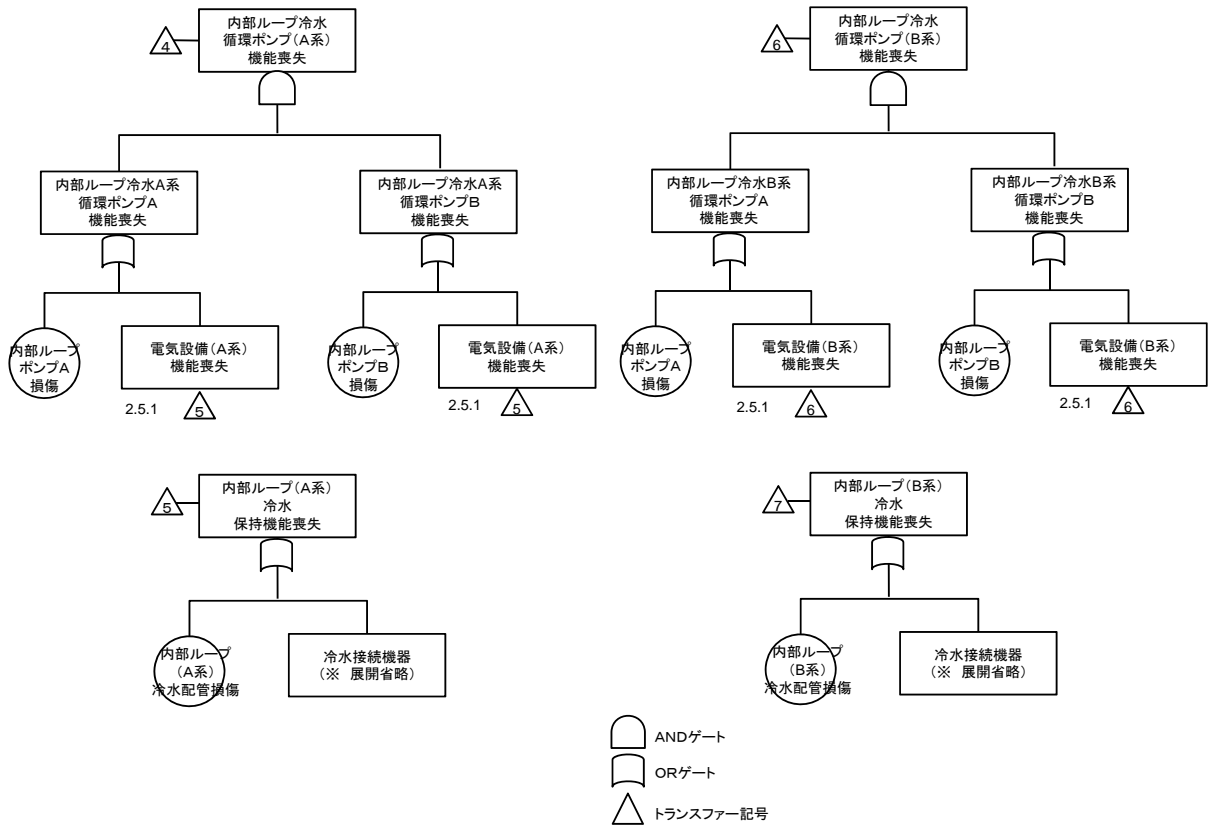 4
内部ループ冷水
循環ポンプ(A系)
機能喪失
内部ループ冷水A系
循環ポンプA
機能喪失
内部ループ冷水A系
循環ポンプB
機能喪失
内部ループ
ポンプA
損傷
電気設備(A系)
機能喪失
2.5.1
5
内部ループ
ポンプB
損傷
電気設備(A系)
機能喪失
2.5.1
5
6
内部ループ冷水
循環ポンプ(B系)
機能喪失
内部ループ冷水B系
循環ポンプA
機能喪失
内部ループ冷水B系
循環ポンプB
機能喪失
内部ループ
ポンプA
損傷
電気設備(B系)
機能喪失
2.5.1
6
内部ループ
ポンプB
損傷
電気設備(B系)
機能喪失
2.5.1
6
5
内部ループ(A系)
冷水
保持機能喪失
内部ループ
(A系)
冷水配管損傷
冷水接続機器
(※ 展開省略)
7
内部ループ(B系)
冷水
保持機能喪失
内部ループ
(B系)
冷水配管損傷
冷水接続機器
(※ 展開省略)
ANDゲート
ORゲート
トランスファー記号